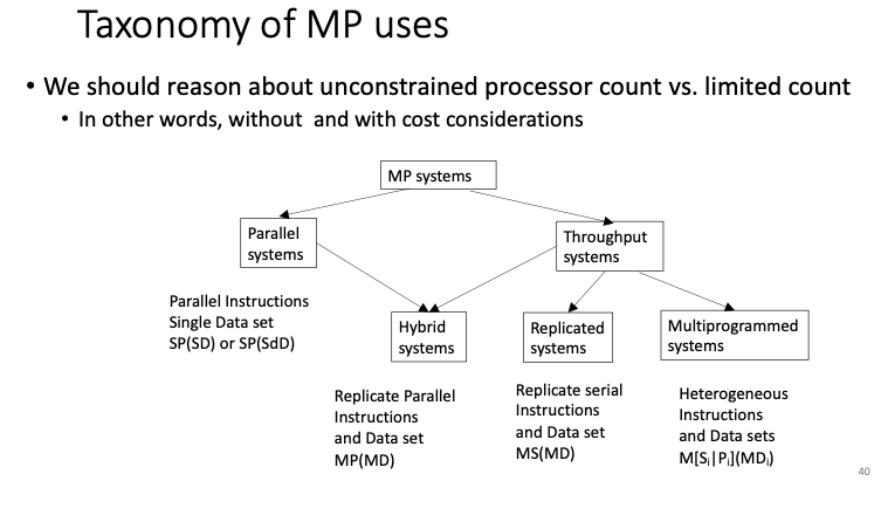 Taxonomy of MP uses
• We should reason about unconstrained processor count vs. limited count
• In other words, without and with cost considerations
MP systems
Parallel
systems
Throughput
systems
Parallel Instructions
Single Data set
SP(SD) or SP(SdD)
Hybrid
systems
Replicated
systems
Multiprogrammed
systems
Replicate Parallel
Instructions
and Data set
MP(MD)
Replicate serial
Instructions
and Data set
MS(MD)
Heterogeneous
Instructions
and Data sets
M[Sᵢ|Pᵢ](MDᵢ)
40